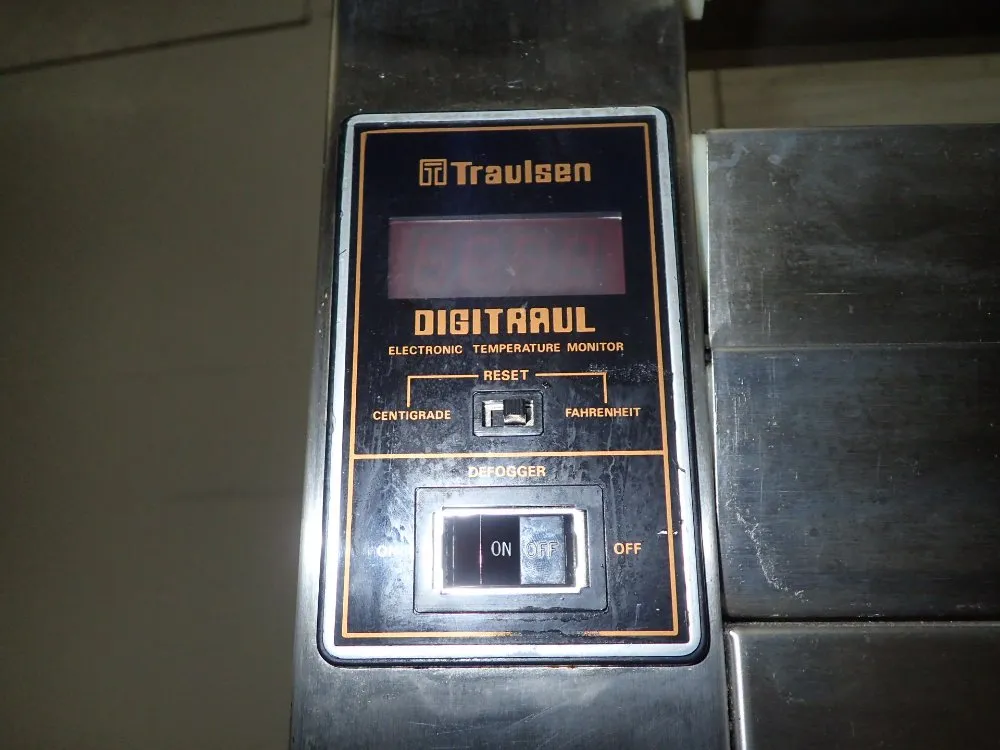 Traulsen
DIGITRAUL
ELECTRONIC TEMPERATURE MONITOR
RESET
CENTIGRADE FAHRENHEIT
DEFOGGER
ON ON OFF OFF